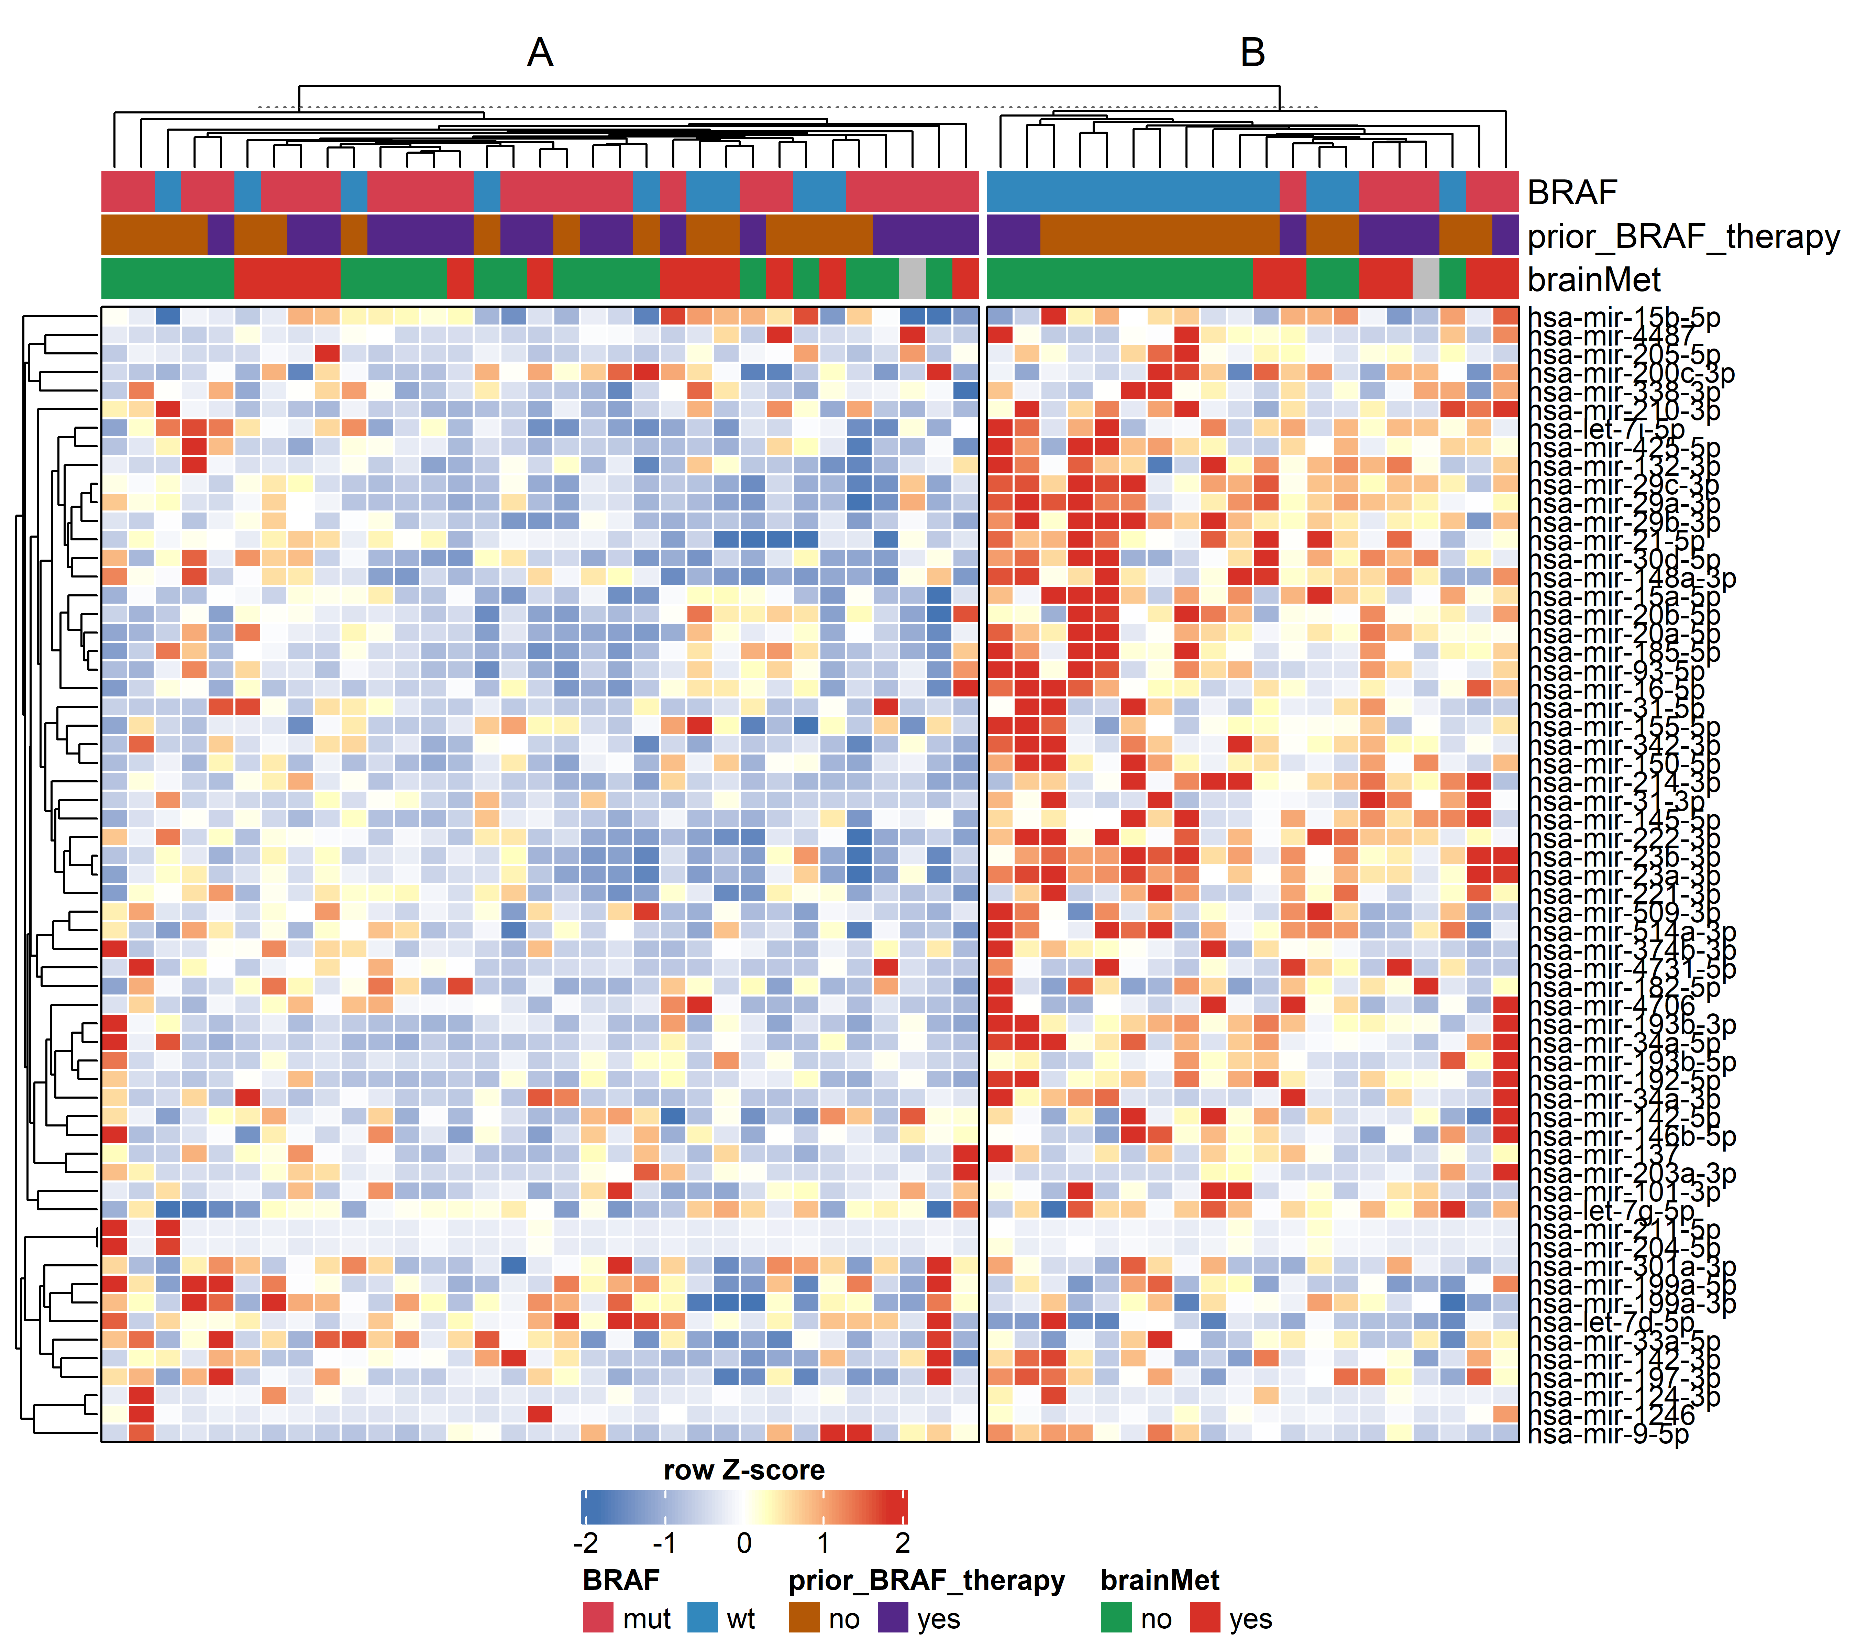 A
B
BRAF
prior_BRAF_therapy
brainMet
hsa-mir-15b-5p
hsa-mir-4487
hsa-mir-205-5p
hsa-mir-200c-3p
hsa-mir-338-3p
hsa-mir-210-3p
hsa-let-7i-5p
hsa-mir-425-5p
hsa-mir-132-3p
hsa-mir-29c-3p
hsa-mir-29a-3p
hsa-mir-29b-3p
hsa-mir-21-5p
hsa-mir-30d-5p
hsa-mir-148a-3p
hsa-mir-15a-5p
hsa-mir-20b-5p
hsa-mir-20a-5p
hsa-mir-185-5p
hsa-mir-93-5p
hsa-mir-16-5p
hsa-mir-31-5p
hsa-mir-155-5p
hsa-mir-342-3p
hsa-mir-150-5p
hsa-mir-214-3p
hsa-mir-31-3p
hsa-mir-145-5p
hsa-mir-222-3p
hsa-mir-23b-3p
hsa-mir-23a-3p
hsa-mir-221-3p
hsa-mir-509-3p
hsa-mir-514a-3p
hsa-mir-374b-3p
hsa-mir-4731-5p
hsa-mir-182-5p
hsa-mir-4706
hsa-mir-193b-3p
hsa-mir-34a-5p
hsa-mir-193b-5p
hsa-mir-192-5p
hsa-mir-34a-3p
hsa-mir-142-5p
hsa-mir-146b-5p
hsa-mir-137
hsa-mir-203a-3p
hsa-mir-101-3p
hsa-let-7g-5p
hsa-mir-211-5p
hsa-mir-204-5p
hsa-mir-301a-3p
hsa-mir-199a-5p
hsa-mir-199a-3p
hsa-let-7d-5p
hsa-mir-33a-5p
hsa-mir-142-3p
hsa-mir-197-3p
hsa-mir-124-3p
hsa-mir-1246
hsa-mir-9-5p
row Z-score
-2 -1 0 1 2
BRAF prior_BRAF_therapy brainMet
mut wt no yes no yes